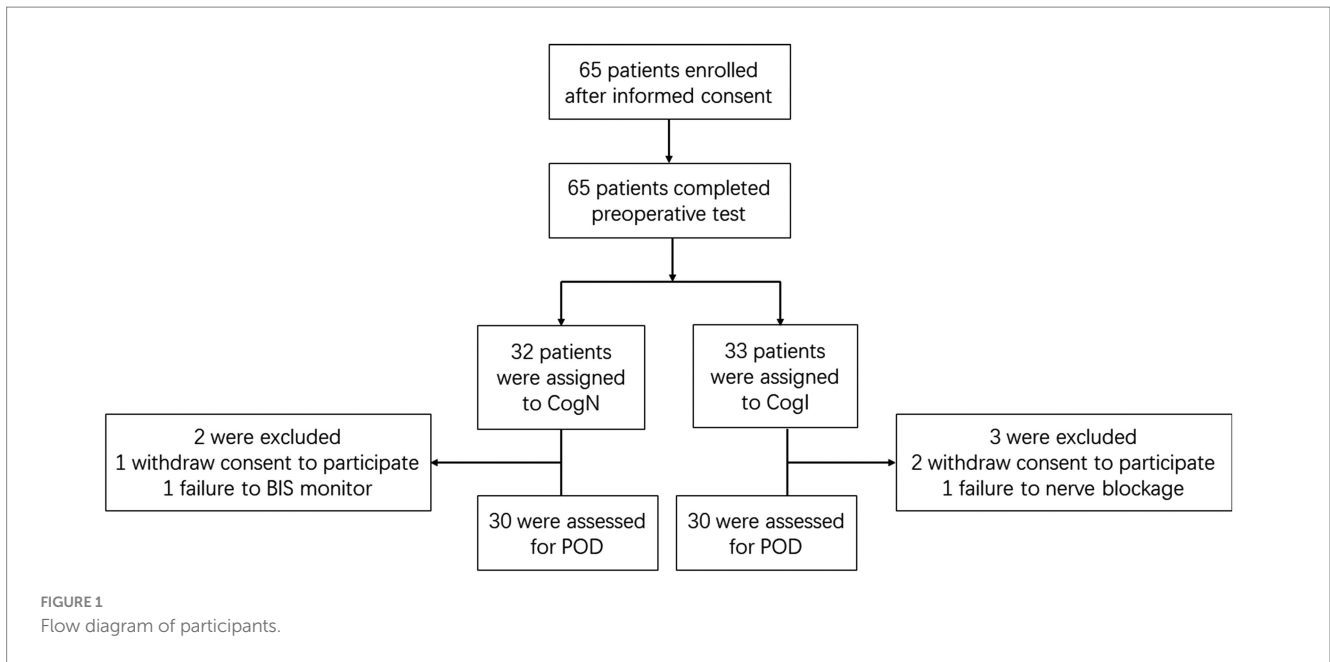 65 patients enrolled
after informed consent
65 patients completed
preoperative test
32 patients
were assigned
to CogN
33 patients
were assigned
to CogI
2 were excluded
1 withdraw consent to participate
1 failure to BIS monitor
3 were excluded
2 withdraw consent to participate
1 failure to nerve blockage
30 were assessed
for POD
30 were assessed
for POD
FIGURE 1
Flow diagram of participants.